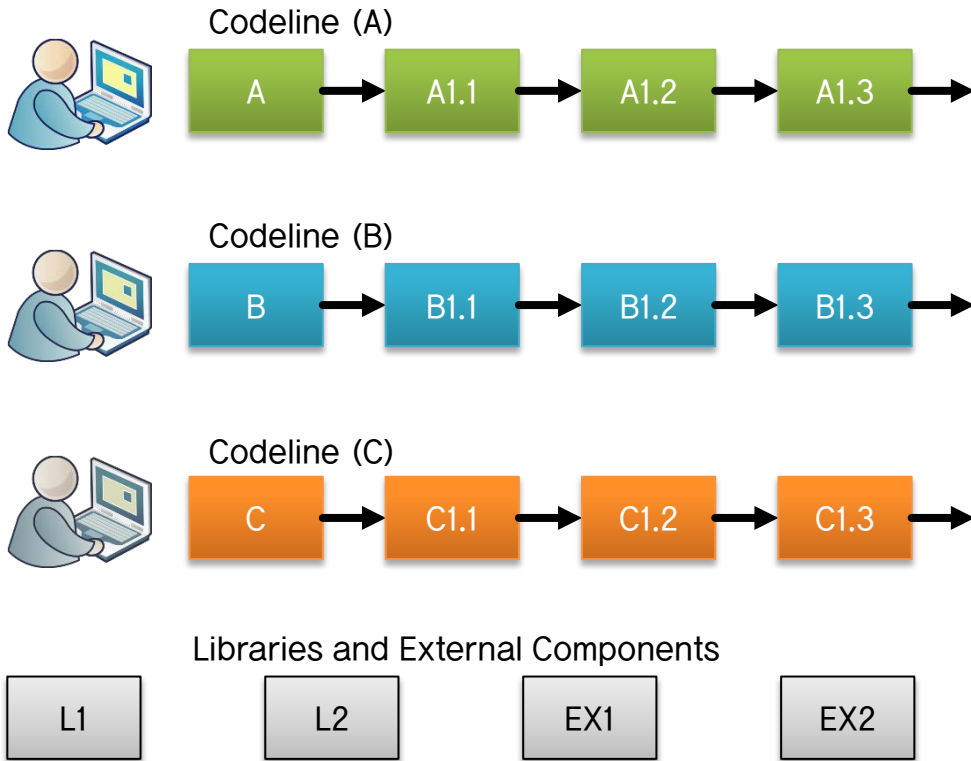 Codeline (A)
A A1.1 A1.2 A1.3
Codeline (B)
B B1.1 B1.2 B1.3
Codeline (C)
C C1.1 C1.2 C1.3
Libraries and External Components
L1 L2 EX1 EX2